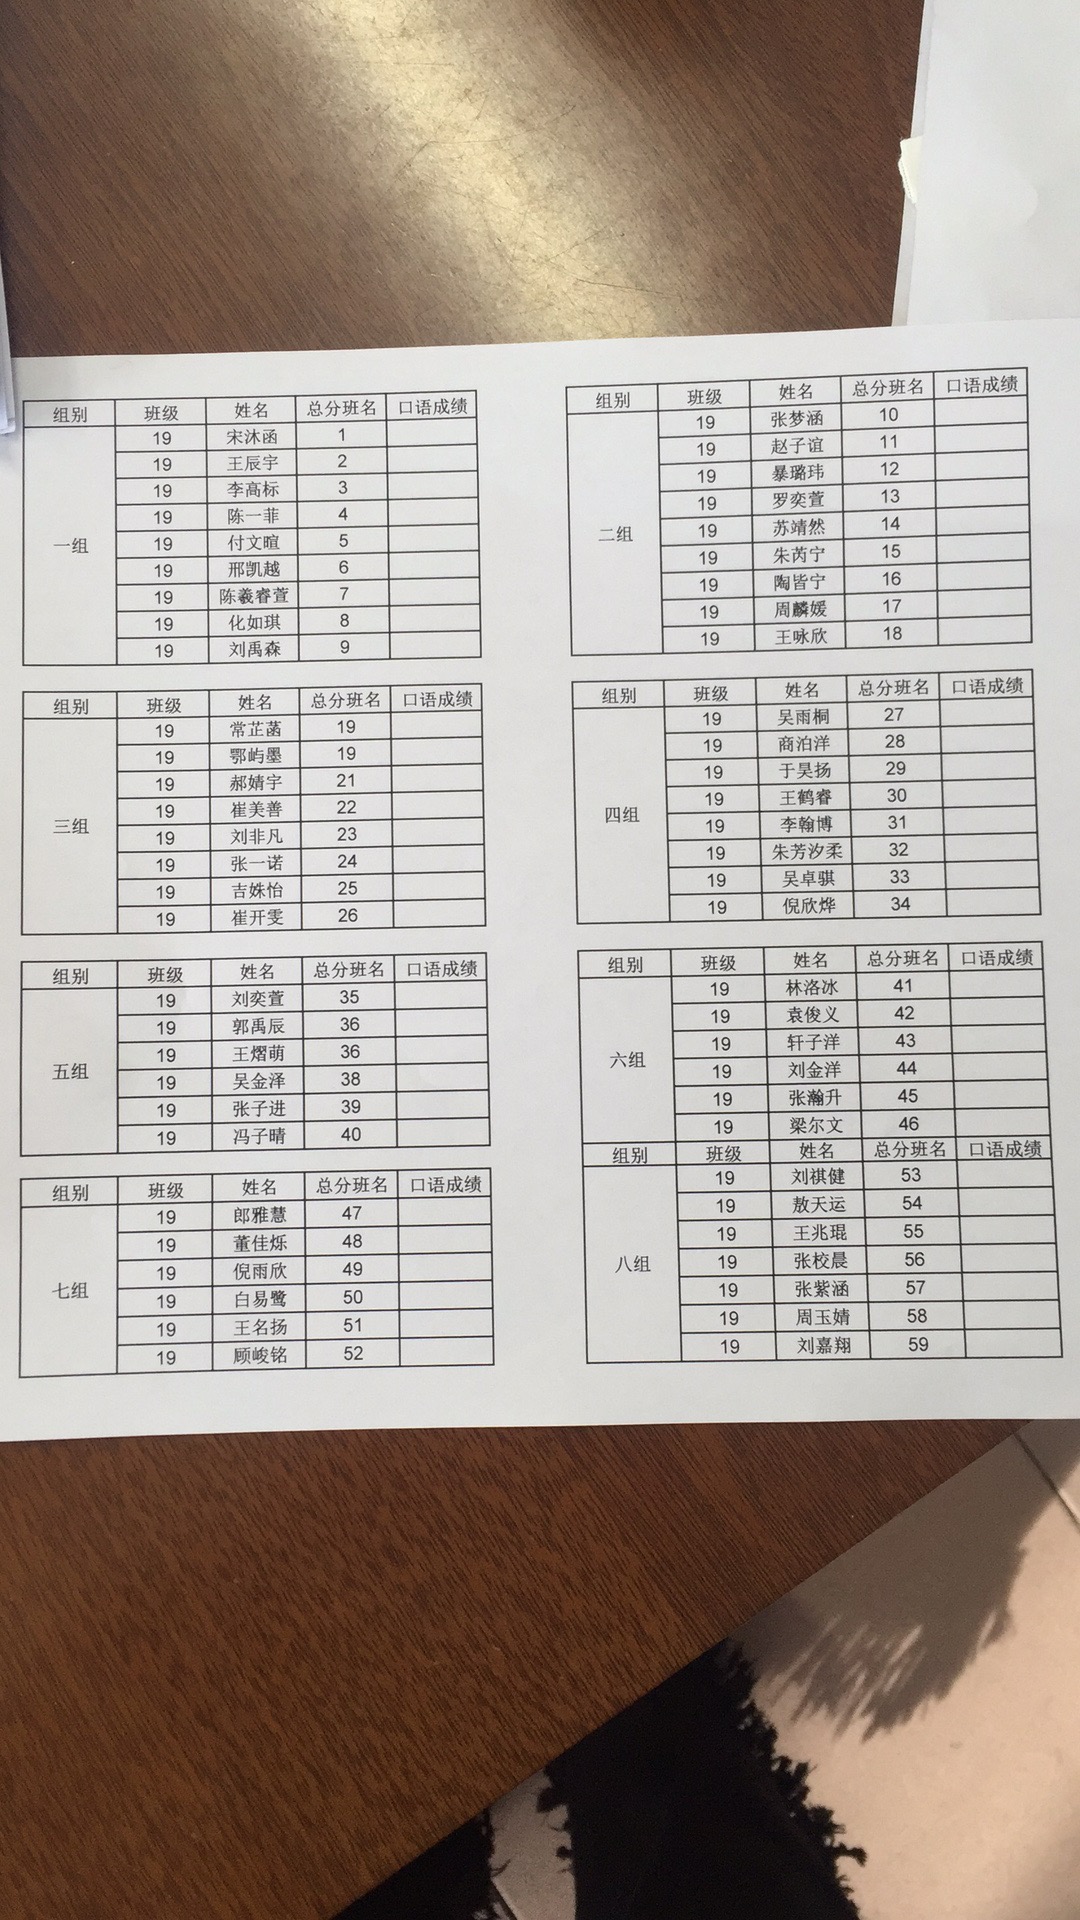 组别 班级 姓名 总分班名 口语成绩
一组
19 宋沐函 1
19 王辰宇 2
19 李高标 3
19 陈一菲 4
19 付文暄 5
19 邢凯越 6
19 陈羲睿萱 7
19 化如琪 8
19 刘禹森 9
组别 班级 姓名 总分班名 口语成绩
二组
19 张梦涵 10
19 赵子谊 11
19 暴璐玮 12
19 罗奕萱 13
19 苏靖然 14
19 朱芮宁 15
19 陶皆宁 16
19 周麟媛 17
19 王咏欣 18
组别 班级 姓名 总分班名 口语成绩
三组
19 常芷菡 19
19 鄂屿墨 19
19 郝婧宇 21
19 崔美善 22
19 刘非凡 23
19 张一诺 24
19 吉姝怡 25
19 崔开雯 26
组别 班级 姓名 总分班名 口语成绩
四组
19 吴雨桐 27
19 商泊洋 28
19 于昊扬 29
19 王鹤睿 30
19 李翰博 31
19 朱芳汐柔 32
19 吴卓骐 33
19 倪欣烨 34
组别 班级 姓名 总分班名 口语成绩
五组
19 刘奕萱 35
19 郭禹辰 36
19 王熠萌 36
19 吴金泽 38
19 张子进 39
19 冯子晴 40
组别 班级 姓名 总分班名 口语成绩
六组
19 林洛冰 41
19 袁俊义 42
19 轩子洋 43
19 刘金洋 44
19 张瀚升 45
19 梁尔文 46
组别 班级 姓名 总分班名 口语成绩
七组
19 郎雅慧 47
19 董佳烁 48
19 倪雨欣 49
19 白易鹭 50
19 王名扬 51
19 顾峻铭 52
组别 班级 姓名 总分班名 口语成绩
八组
19 刘祺健 53
19 敖天运 54
19 王兆琨 55
19 张校晨 56
19 张紫涵 57
19 周玉婧 58
19 刘嘉翔 59